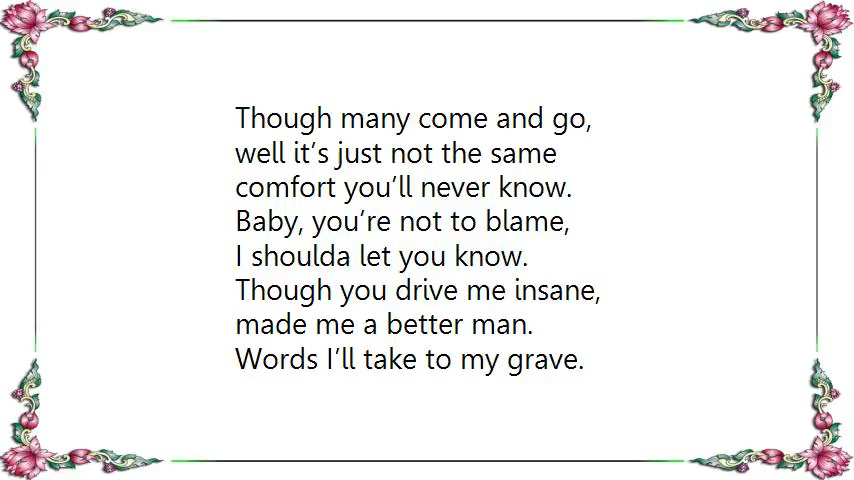 Though many come and go,
well it’s just not the same
comfort you’ll never know.
Baby, you’re not to blame,
I shoulda let you know.
Though you drive me insane,
made me a better man.
Words I’ll take to my grave.